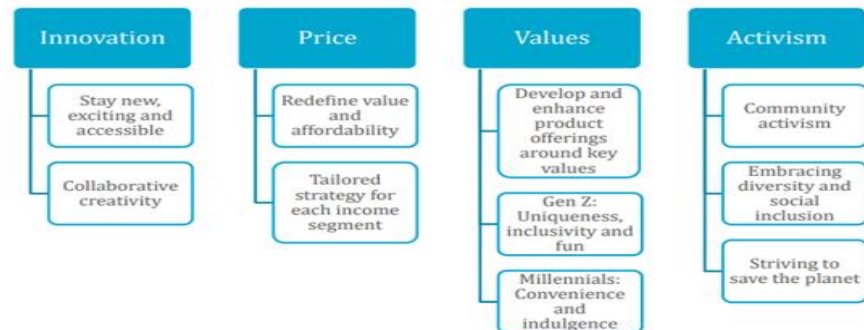 Innovation
Stay new,
exciting and
accessible
Collaborative
creativity
Price
Redefine value
and
affordability
Tailored
strategy for
each income
segment
Values
Develop and
enhance
product
offerings
around key
values
Gen Z:
Uniqueness,
inclusivity and
fun
Millennials:
Convenience
and
indulgence
Activism
Community
activism
Embracing
diversity and
social
inclusion
Striving to
save the planet